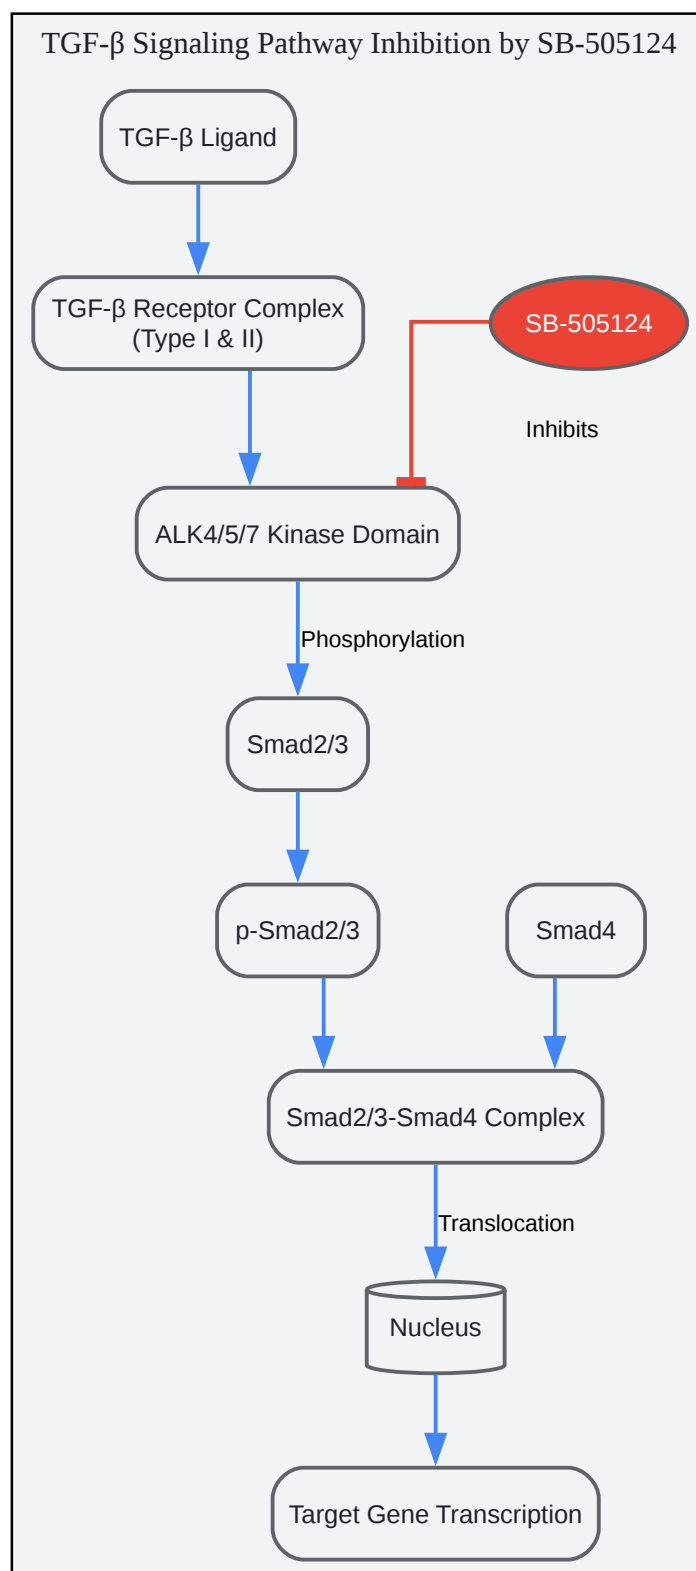 TGF-β Signaling Pathway Inhibition by SB-505124
TGF-β Ligand
TGF-β Receptor Complex
(Type I & II)
SB-505124
Inhibits
ALK4/5/7 Kinase Domain
Phosphorylation
Smad2/3
p-Smad2/3
Smad4
Smad2/3-Smad4 Complex
Translocation
Nucleus
Target Gene Transcription